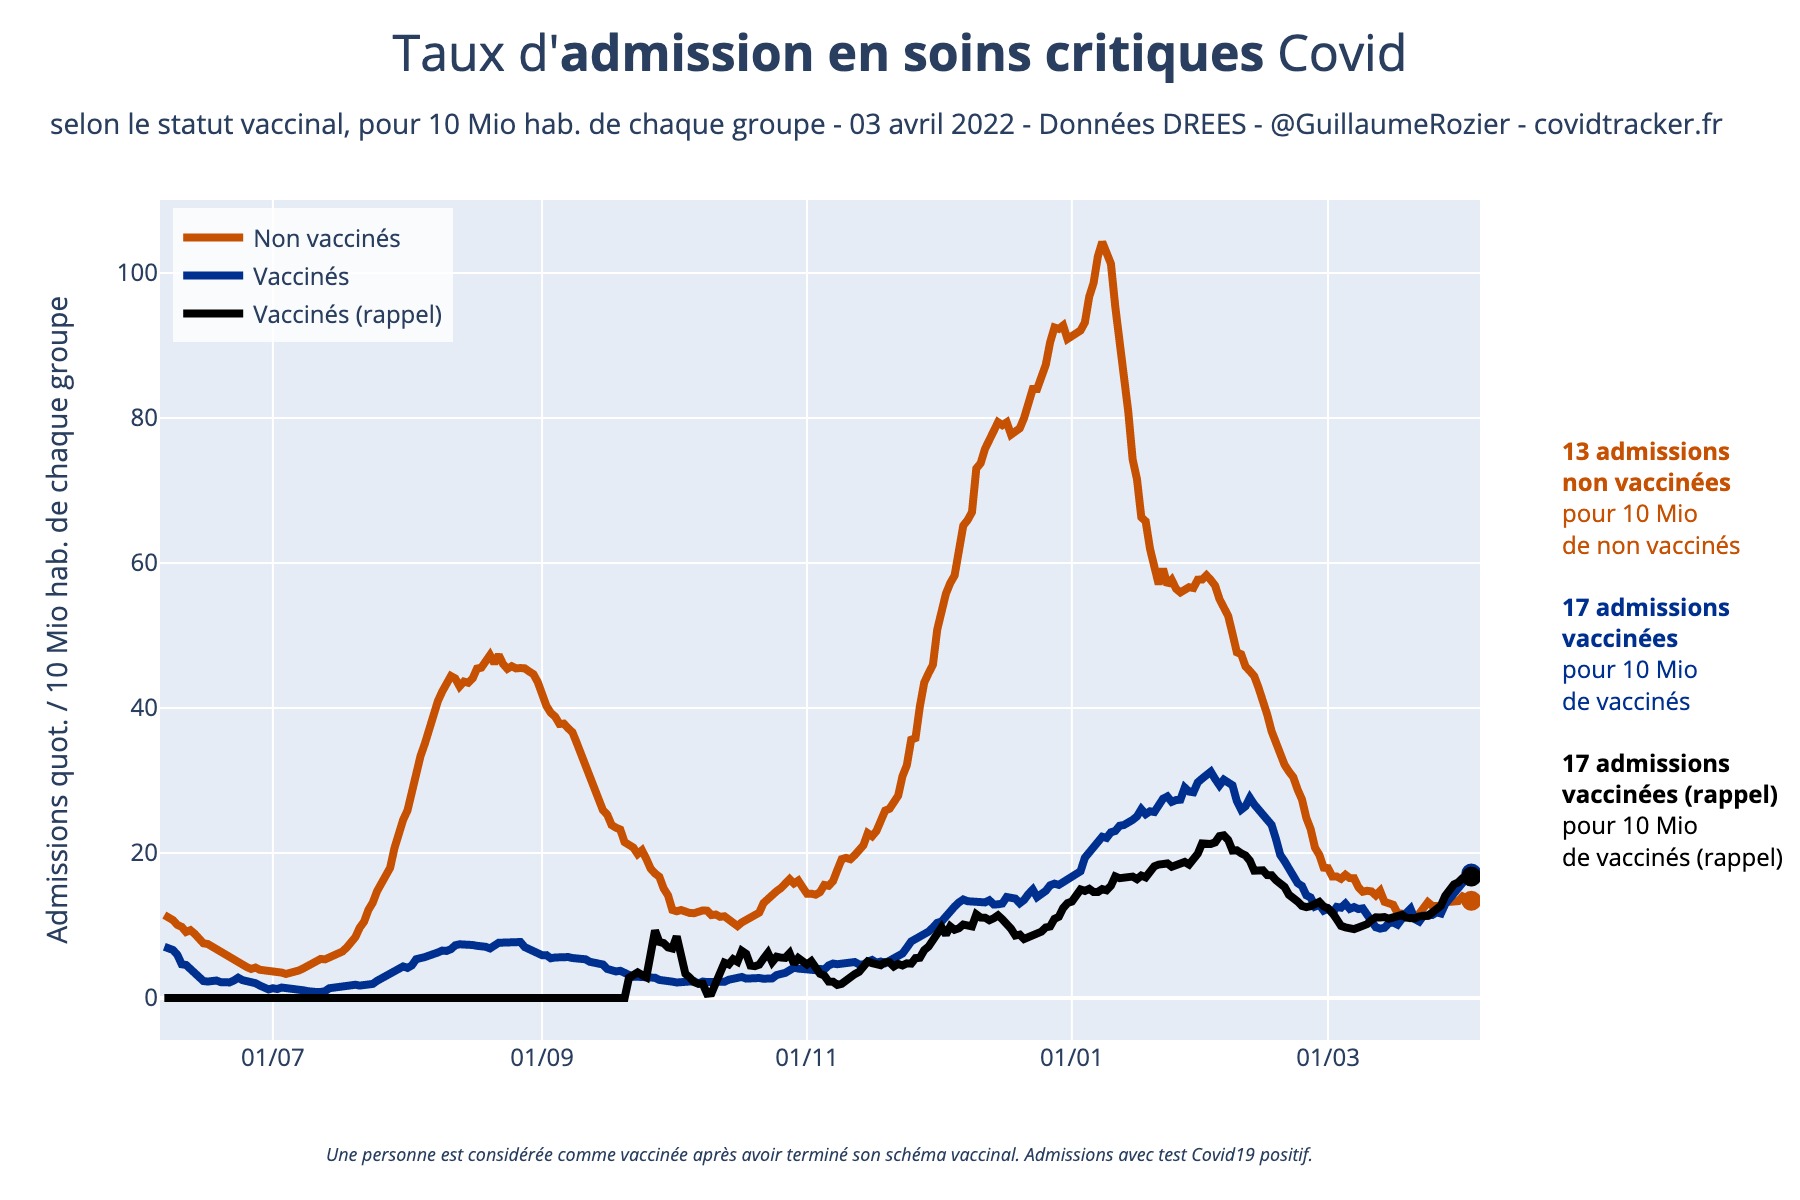 Taux d'admission en soins critiques Covid
selon le statut vaccinal, pour 10 Mio hab. de chaque groupe - 03 avril 2022 - Données DREES - @GuillaumeRozier - covidtracker.fr
Admissions quot. / 10 Mio hab. de chaque groupe
Non vaccinés
Vaccinés
Vaccinés (rappel)
100
80
60
40
20
0
01/07
01/09
01/11
01/01
01/03
13 admissions
non vaccinées
pour 10 Mio
de non vaccinés
17 admissions
vaccinées
pour 10 Mio
de vaccinés
17 admissions
vaccinées (rappel)
pour 10 Mio
de vaccinés (rappel)
Une personne est considérée comme vaccinée après avoir terminé son schéma vaccinal. Admissions avec test Covid19 positif.